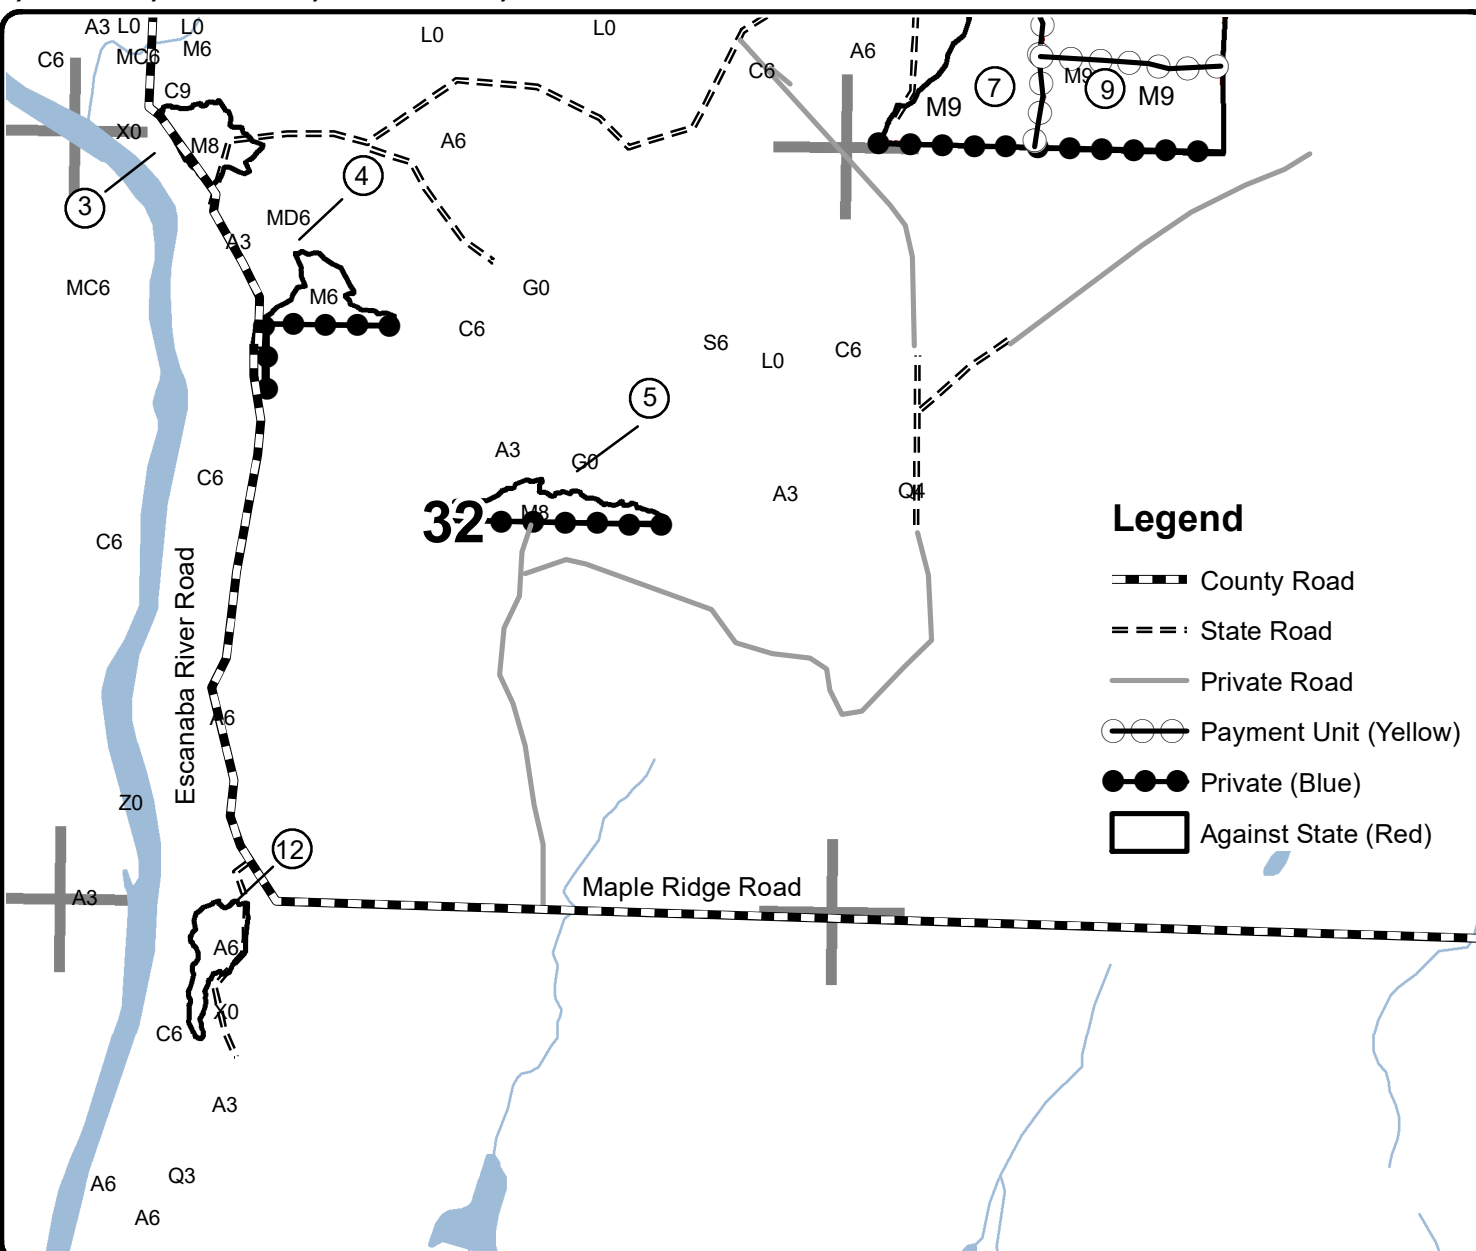 A3 L0 L0 L0 L0
C6 MC6 M6 C6 A6
C9 M9 7 M9 9 M9
X0 M8 A6
3 4
MD6
A3
MC6 M6 G0
C6 S6 L0 C6
5
A3 G0
C6 A3 Q4
32 M8
C6
Legend
County Road
State Road
Private Road
Payment Unit (Yellow)
Private (Blue)
Against State (Red)
Escanaba River Road
A6
Z0
12
A3 Maple Ridge Road
A6
X0
C6
A3
Q3
A6
A6